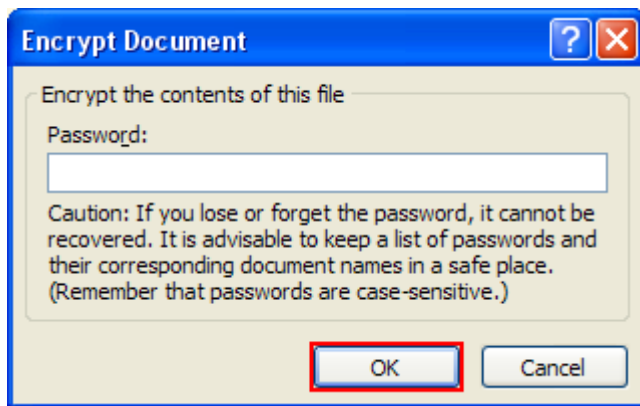 Encrypt Document
?
Encrypt the contents of this file
Password:
Caution: If you lose or forget the password, it cannot be
recovered. It is advisable to keep a list of passwords and
their corresponding document names in a safe place.
(Remember that passwords are case-sensitive.)
OK Cancel